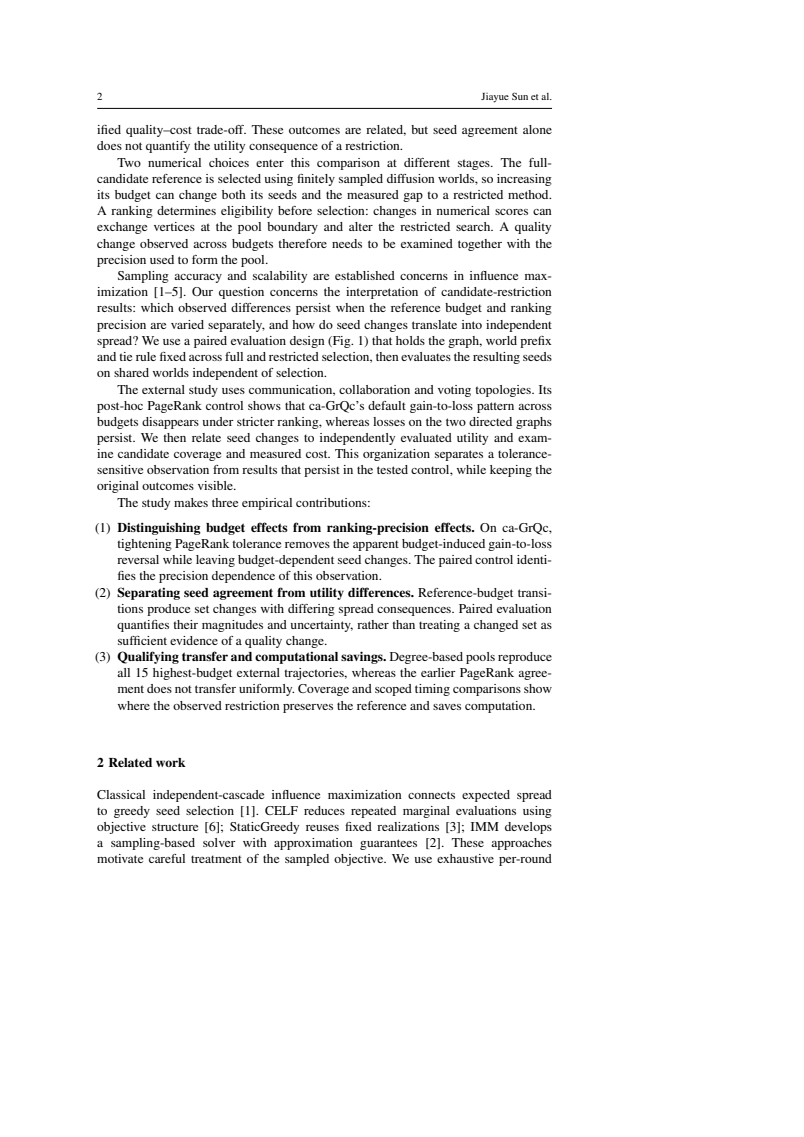 2
Jiayue Sun et al.
ified quality–cost trade-off. These outcomes are related, but seed agreement alone
does not quantify the utility consequence of a restriction.
Two numerical choices enter this comparison at different stages. The full-
candidate reference is selected using finitely sampled diffusion worlds, so increasing
its budget can change both its seeds and the measured gap to a restricted method.
A ranking determines eligibility before selection: changes in numerical scores can
exchange vertices at the pool boundary and alter the restricted search. A quality
change observed across budgets therefore needs to be examined together with the
precision used to form the pool.
Sampling accuracy and scalability are established concerns in influence max-
imization [1–5]. Our question concerns the interpretation of candidate-restriction
results: which observed differences persist when the reference budget and ranking
precision are varied separately, and how do seed changes translate into independent
spread? We use a paired evaluation design (Fig. 1) that holds the graph, world prefix
and tie rule fixed across full and restricted selection, then evaluates the resulting seeds
on shared worlds independent of selection.
The external study uses communication, collaboration and voting topologies. Its
post-hoc PageRank control shows that ca-GrQc’s default gain-to-loss pattern across
budgets disappears under stricter ranking, whereas losses on the two directed graphs
persist. We then relate seed changes to independently evaluated utility and exam-
ine candidate coverage and measured cost. This organization separates a tolerance-
sensitive observation from results that persist in the tested control, while keeping the
original outcomes visible.
The study makes three empirical contributions:
(1) Distinguishing budget effects from ranking-precision effects. On ca-GrQc,
tightening PageRank tolerance removes the apparent budget-induced gain-to-loss
reversal while leaving budget-dependent seed changes. The paired control identi-
fies the precision dependence of this observation.
(2) Separating seed agreement from utility differences. Reference-budget transi-
tions produce set changes with differing spread consequences. Paired evaluation
quantifies their magnitudes and uncertainty, rather than treating a changed set as
sufficient evidence of a quality change.
(3) Qualifying transfer and computational savings. Degree-based pools reproduce
all 15 highest-budget external trajectories, whereas the earlier PageRank agree-
ment does not transfer uniformly. Coverage and scoped timing comparisons show
where the observed restriction preserves the reference and saves computation.
2 Related work
Classical independent-cascade influence maximization connects expected spread
to greedy seed selection [1]. CELF reduces repeated marginal evaluations using
objective structure [6]; StaticGreedy reuses fixed realizations [3]; IMM develops
a sampling-based solver with approximation guarantees [2]. These approaches
motivate careful treatment of the sampled objective. We use exhaustive per-round